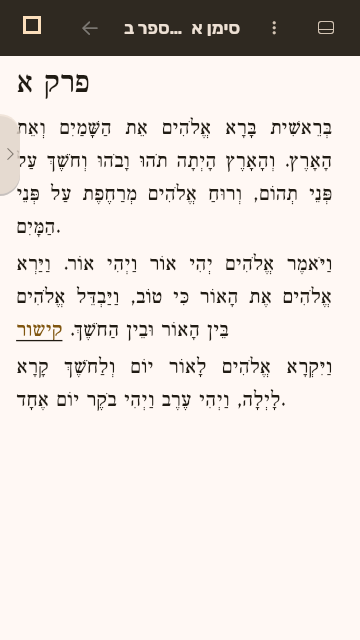 סימן א ...ספר ב
פרק א
בְּרֵאשִׁית בָּרָא אֱלֹהִים אֵת הַשָּׁמַיִם וְאֵת
הָאָרֶץ. וְהָאָרֶץ הָיְתָה תֹהוּ וָבֹהוּ וְחֹשֶׁךְ עַל
פְּנֵי תְהוֹם, וְרוּחַ אֱלֹהִים מְרַחֶפֶת עַל פְּנֵי
הַמָּיִם.
וַיֹּאמֶר אֱלֹהִים יְהִי אוֹר וַיְהִי אוֹר. וַיַּרְא
אֱלֹהִים אֶת הָאוֹר כִּי טוֹב, וַיַּבְדֵּל אֱלֹהִים
בֵּין הָאוֹר וּבֵין הַחֹשֶׁךְ. קישור
וַיִּקְרָא אֱלֹהִים לָאוֹר יוֹם וְלַחֹשֶׁךְ קָרָא
לָיְלָה, וַיְהִי עֶרֶב וַיְהִי בֹקֶר יוֹם אֶחָד.